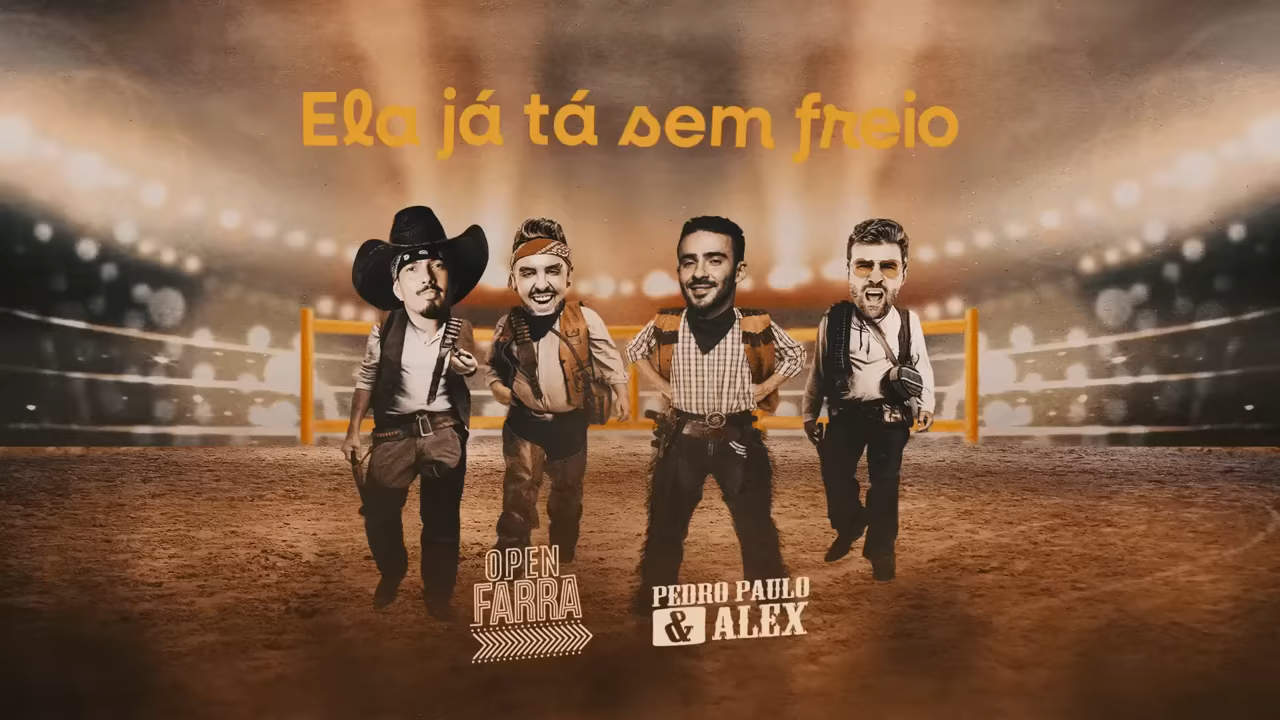 Ela já tá sem freio
OPEN
FARRA
PEDRO PAULO
& ALEX